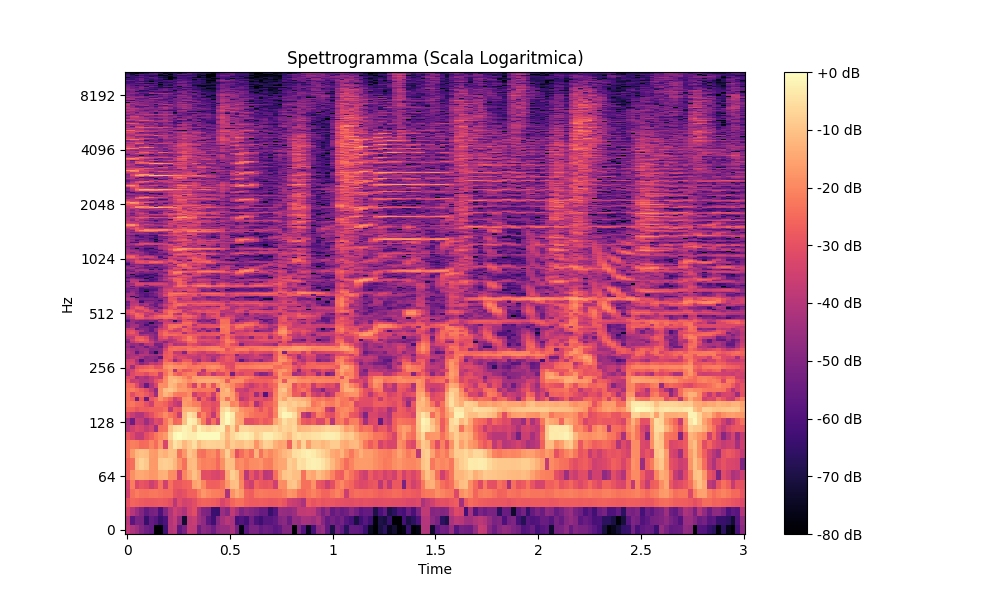 Spettrogramma (Scala Logaritmica)
Hz
8192
4096
2048
1024
512
256
128
64
0
0 0.5 1 1.5 2 2.5 3
Time
+0 dB
-10 dB
-20 dB
-30 dB
-40 dB
-50 dB
-60 dB
-70 dB
-80 dB